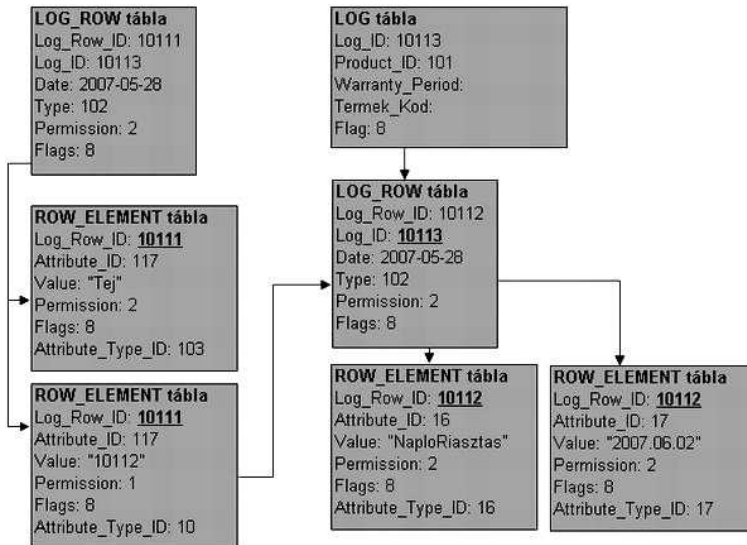 LOG_ROW tábla
Log_Row_ID: 10111
Log_ID: 10113
Date: 2007-05-28
Type: 102
Permission: 2
Flags: 8
LOG tábla
Log_ID: 10113
Product_ID: 101
Warranty_Period:
Termek_Kod:
Flag: 8
ROW_ELEMENT tábla
Log_Row_ID: 10111
Attribute_ID: 117
Value: "Tej"
Permission: 2
Flags: 8
Attribute_Type_ID: 103
LOG_ROW tábla
Log_Row_ID: 10112
Log_ID: 10113
Date: 2007-05-28
Type: 102
Permission: 2
Flags: 8
ROW_ELEMENT tábla
Log_Row_ID: 10111
Attribute_ID: 117
Value: "10112"
Permission: 1
Flags: 8
Attribute_Type_ID: 10
ROW_ELEMENT tábla
Log_Row_ID: 10112
Attribute_ID: 16
Value: "NaploRiasztas"
Permission: 2
Flags: 8
Attribute_Type_ID: 16
ROW_ELEMENT tábla
Log_Row_ID: 10112
Attribute_ID: 17
Value: "2007.06.02"
Permission: 2
Flags: 8
Attribute_Type_ID: 17